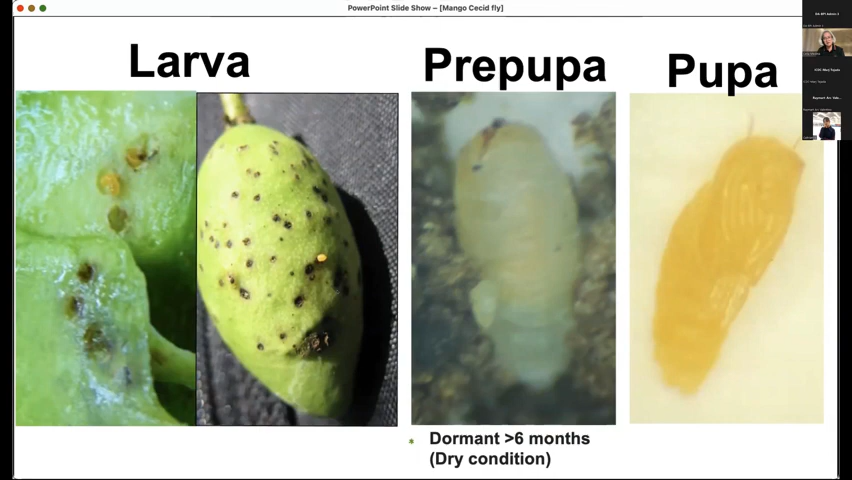 PowerPoint Slide Show – [Mango Cecid fly]
Larva
Prepupa
Pupa
Dormant >6 months
(Dry condition)